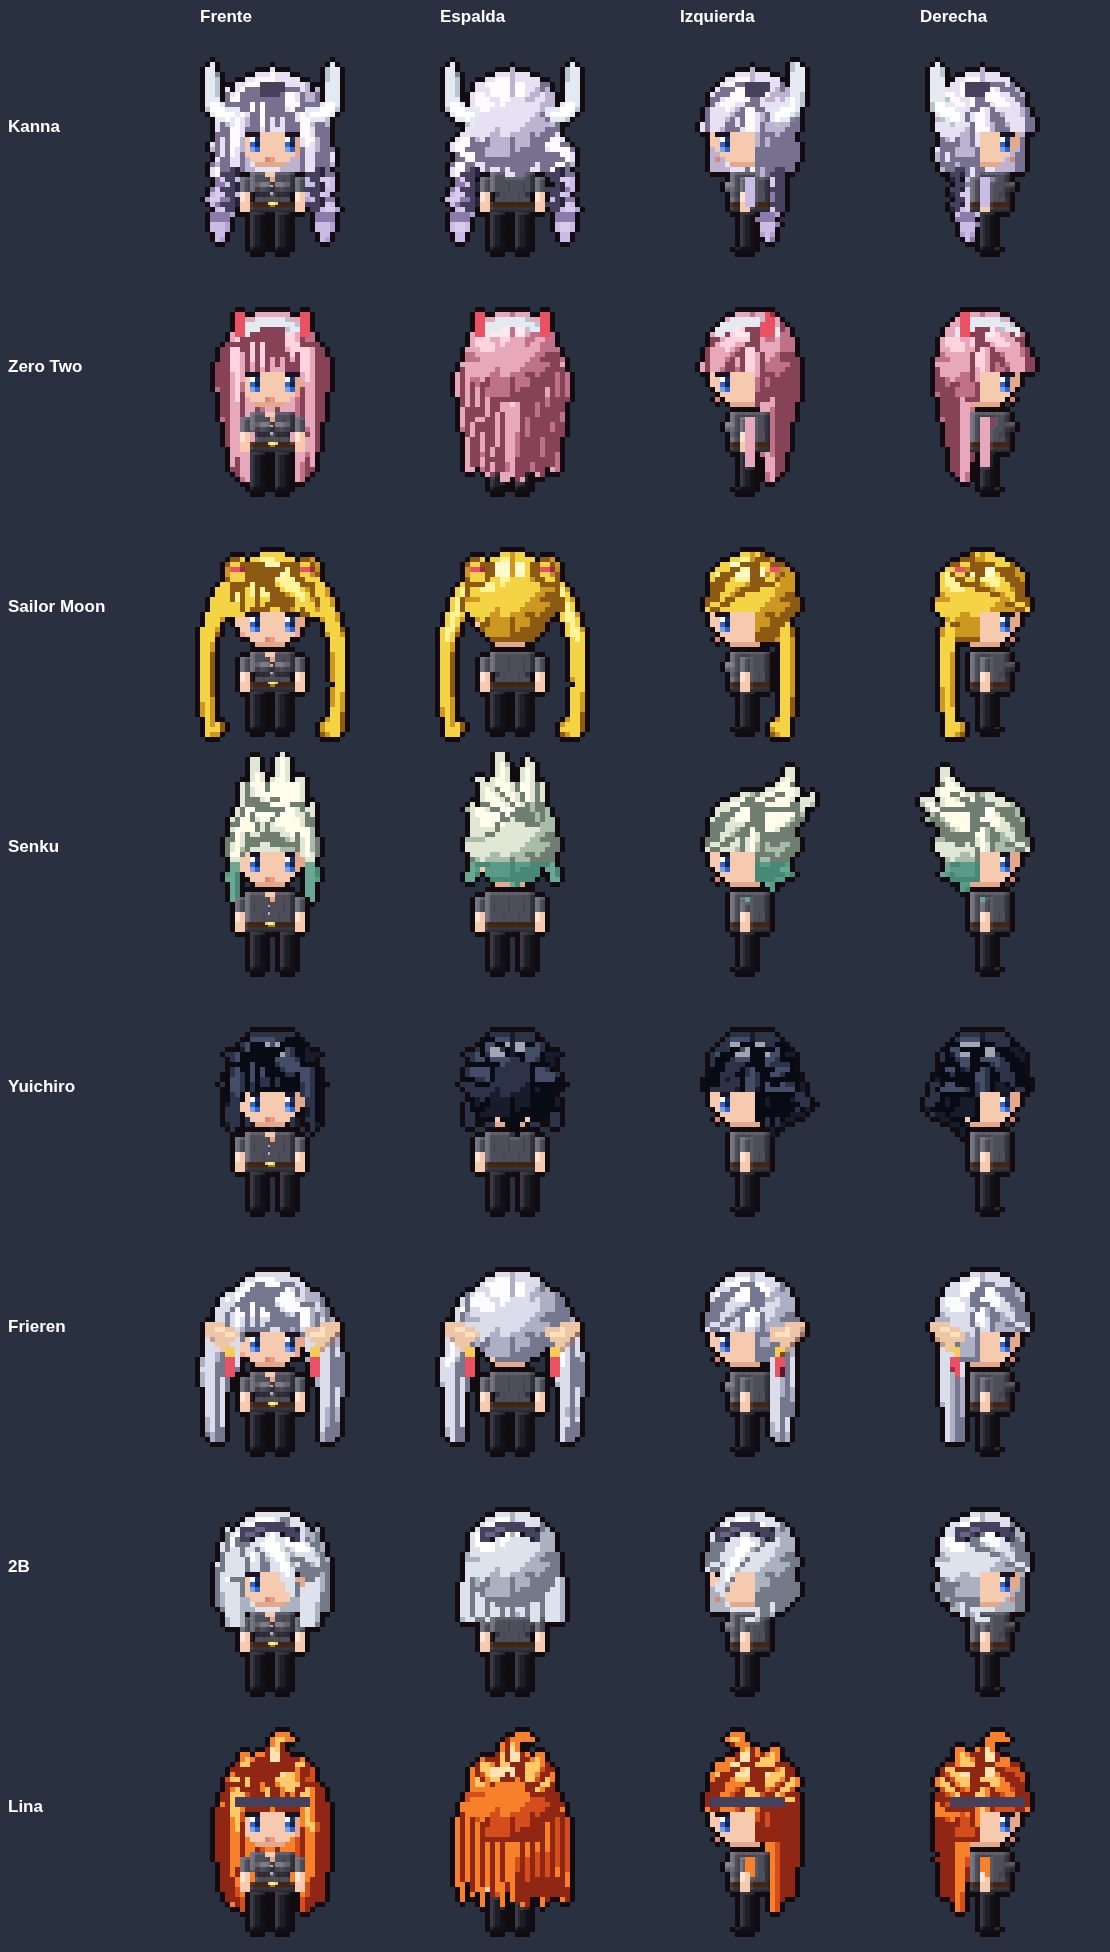 Frente Espalda Izquierda Derecha
Kanna
Zero Two
Sailor Moon
Senku
Yuichiro
Frieren
2B
Lina